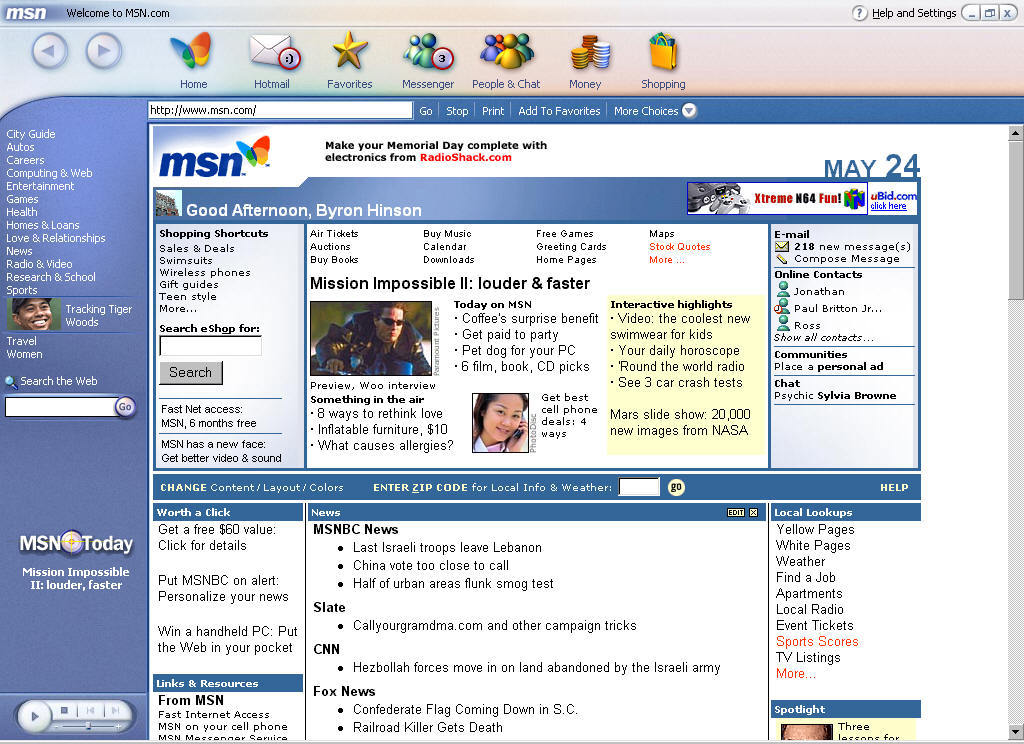 msn Welcome to MSN.com
? Help and Settings
Home
Hotmail
Favorites
Messenger
3
People & Chat
Money
Shopping
http://www.msn.com/
Go
Stop
Print
Add To Favorites
More Choices
City Guide
Autos
Careers
Computing & Web
Entertainment
Games
Health
Homes & Loans
Love & Relationships
News
Radio & Video
Research & School
Sports
Tracking Tiger
Woods
Travel
Women
Search the Web
Go
MSN Today
Mission Impossible
II: louder, faster
msn
Make your Memorial Day complete with
electronics from RadioShack.com
MAY 24
Good Afternoon, Byron Hinson
Xtreme N64 Fun!
uBid.com
click here
Shopping Shortcuts
Sales & Deals
Swimsuits
Wireless phones
Gift guides
Teen style
More...
Search eShop for:
Search
Fast Net access:
MSN, 6 months free
MSN has a new face:
Get better video & sound
Air Tickets
Auctions
Buy Books
Buy Music
Calendar
Downloads
Free Games
Greeting Cards
Home Pages
Maps
Stock Quotes
More ...
Mission Impossible II: louder & faster
Paramount Pictures
Preview, Woo interview
Something in the air
· 8 ways to rethink love
· Inflatable furniture, $10
· What causes allergies?
Today on MSN
· Coffee's surprise benefit
· Get paid to party
· Pet dog for your PC
· 6 film, book, CD picks
PhotoDisc
Get best
cell phone
deals: 4
ways
Interactive highlights
· Video: the coolest new
swimwear for kids
· Your daily horoscope
· 'Round the world radio
· See 3 car crash tests
Mars slide show: 20,000
new images from NASA
E-mail
218 new message(s)
Compose Message
Online Contacts
Jonathan
Paul Britton Jr...
Ross
Show all contacts...
Communities
Place a personal ad
Chat
Psychic Sylvia Browne
CHANGE Content / Layout / Colors
ENTER ZIP CODE for Local Info & Weather:
go
HELP
Worth a Click
Get a free $60 value:
Click for details
Put MSNBC on alert:
Personalize your news
Win a handheld PC: Put
the Web in your pocket
Links & Resources
From MSN
Fast Internet Access
MSN on your cell phone
MSN Messenger Service
News
EDIT X
MSNBC News
• Last Israeli troops leave Lebanon
• China vote too close to call
• Half of urban areas flunk smog test
Slate
• Callyourgramdma.com and other campaign tricks
CNN
• Hezbollah forces move in on land abandoned by the Israeli army
Fox News
• Confederate Flag Coming Down in S.C.
• Railroad Killer Gets Death
Local Lookups
Yellow Pages
White Pages
Weather
Find a Job
Apartments
Local Radio
Event Tickets
Sports Scores
TV Listings
More...
Spotlight
Three
lessons for